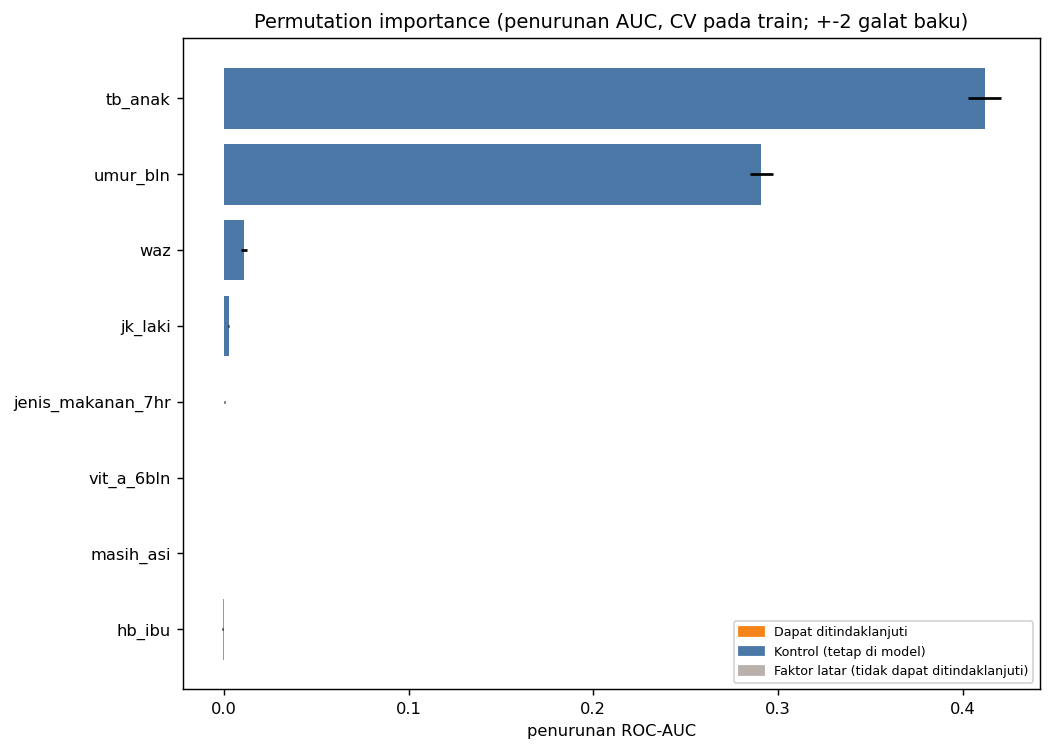 Permutation importance (penurunan AUC, CV pada train; +-2 galat baku)
tb_anak
umur_bln
waz
jk_laki
jenis_makanan_7hr
vit_a_6bln
masih_asi
hb_ibu
Dapat ditindaklanjuti
Kontrol (tetap di model)
Faktor latar (tidak dapat ditindaklanjuti)
0.0 0.1 0.2 0.3 0.4
penurunan ROC-AUC